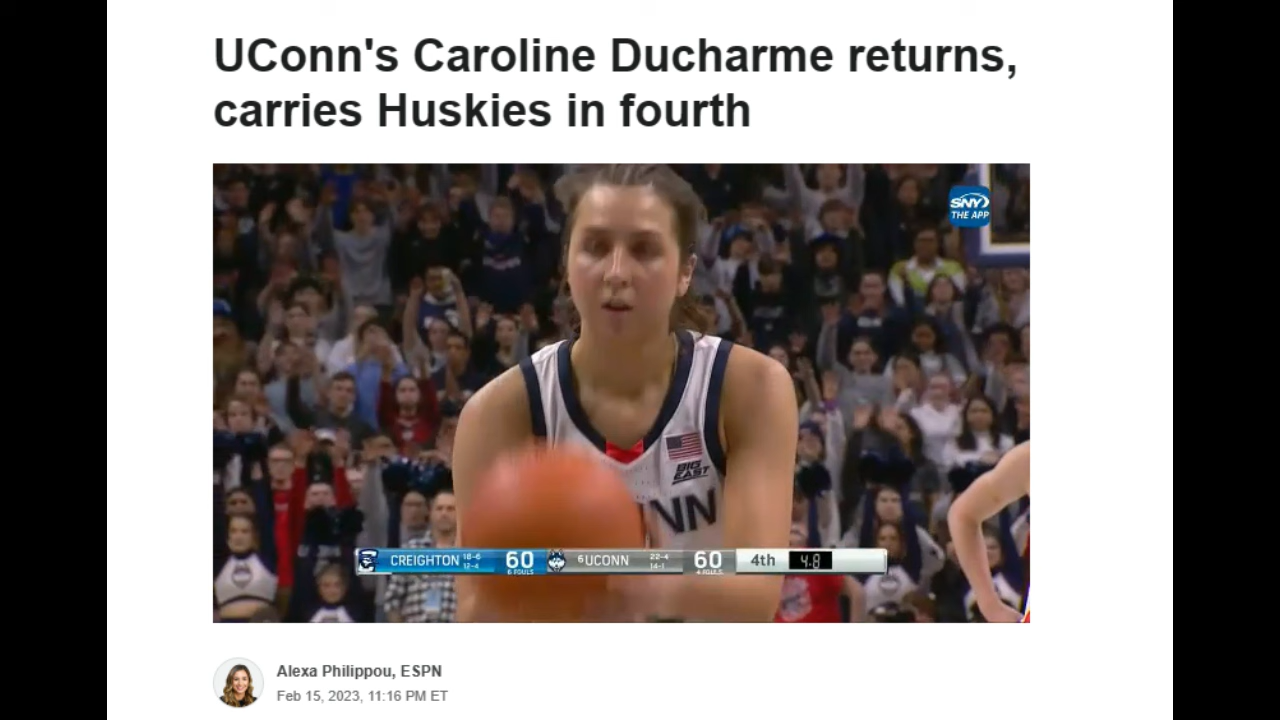 UConn's Caroline Ducharme returns,
carries Huskies in fourth
SNY
THE APP
BIG
EAST
NN
CREIGHTON 18-6 12-4 60 6 FOULS 6 UCONN 22-4 14-1 60 4 FOULS 4th 4.8
Alexa Philippou, ESPN
Feb 15, 2023, 11:16 PM ET